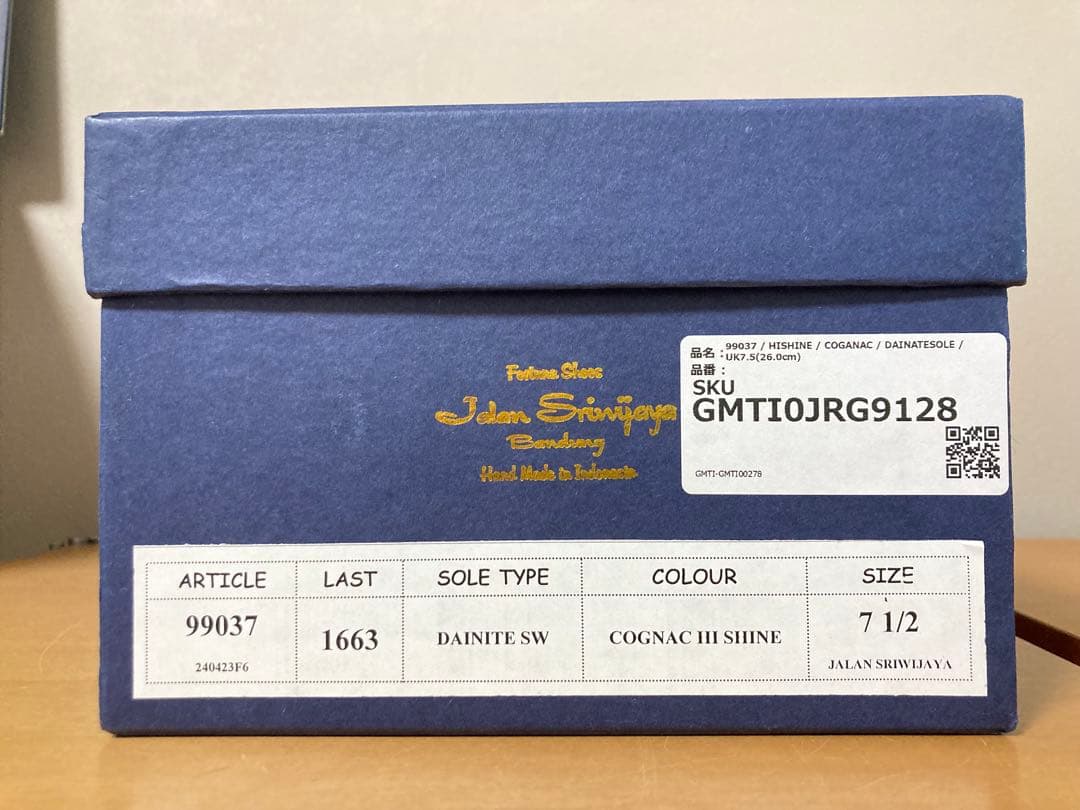 Fortuna Shoes
Jalan Sriwijaya
Bandung
Hand Made in Indonesia
品名：99037 / HISHINE / COGANAC / DAINATESOLE /
UK7.5(26.0cm)
品番：
SKU
GMTI0JRG9128
GMTI-GMTI00278
ARTICLE LAST SOLE TYPE COLOUR SIZE
99037 1663 DAINITE SW COGNAC HI SHINE 7 1/2
240423F6 JALAN SRIWIJAYA